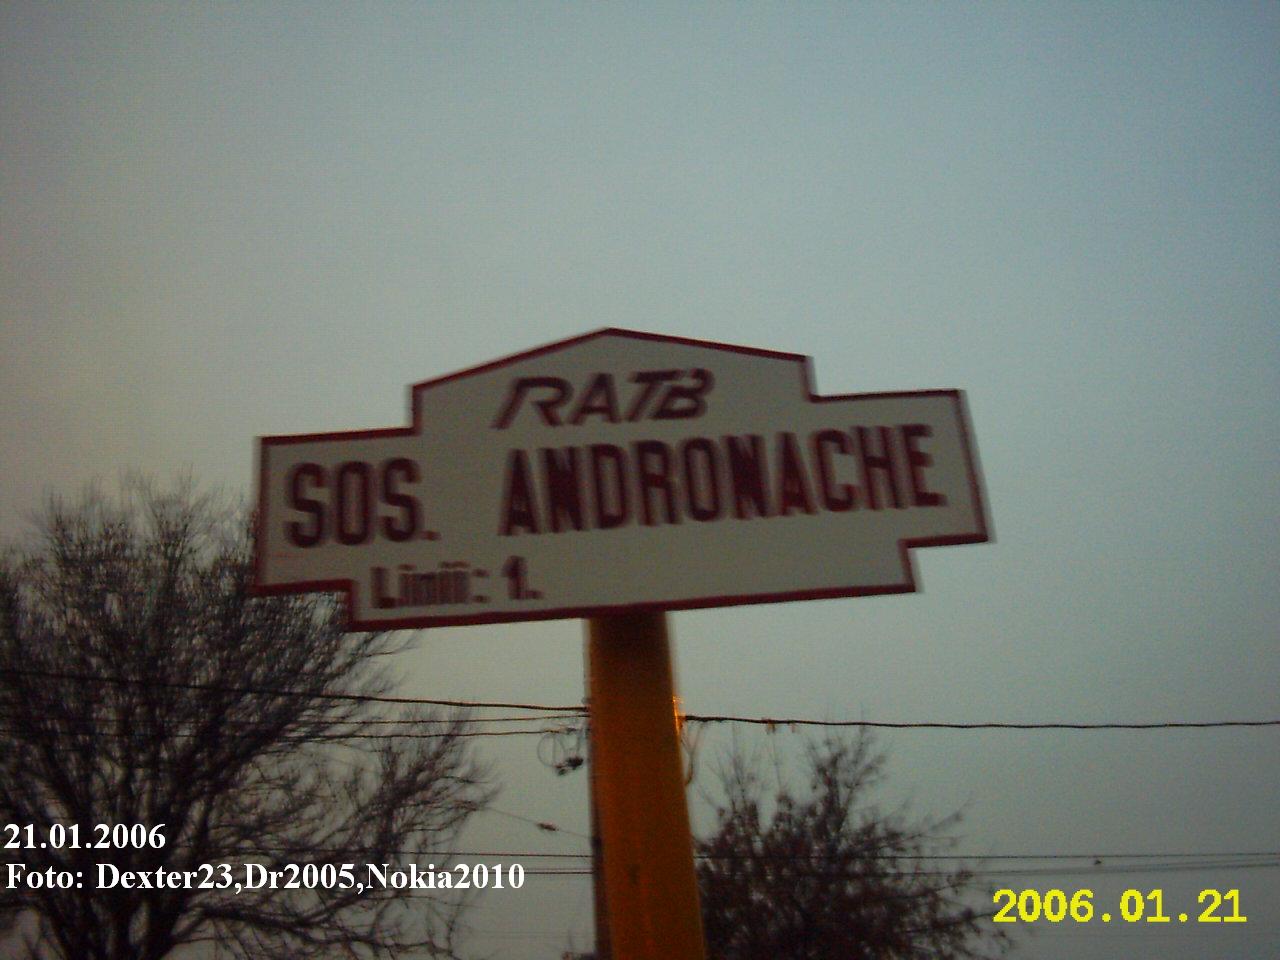 RATB
SOS. ANDRONACHE
Linii: 1.
21.01.2006
Foto: Dexter23,Dr2005,Nokia2010
2006.01.21